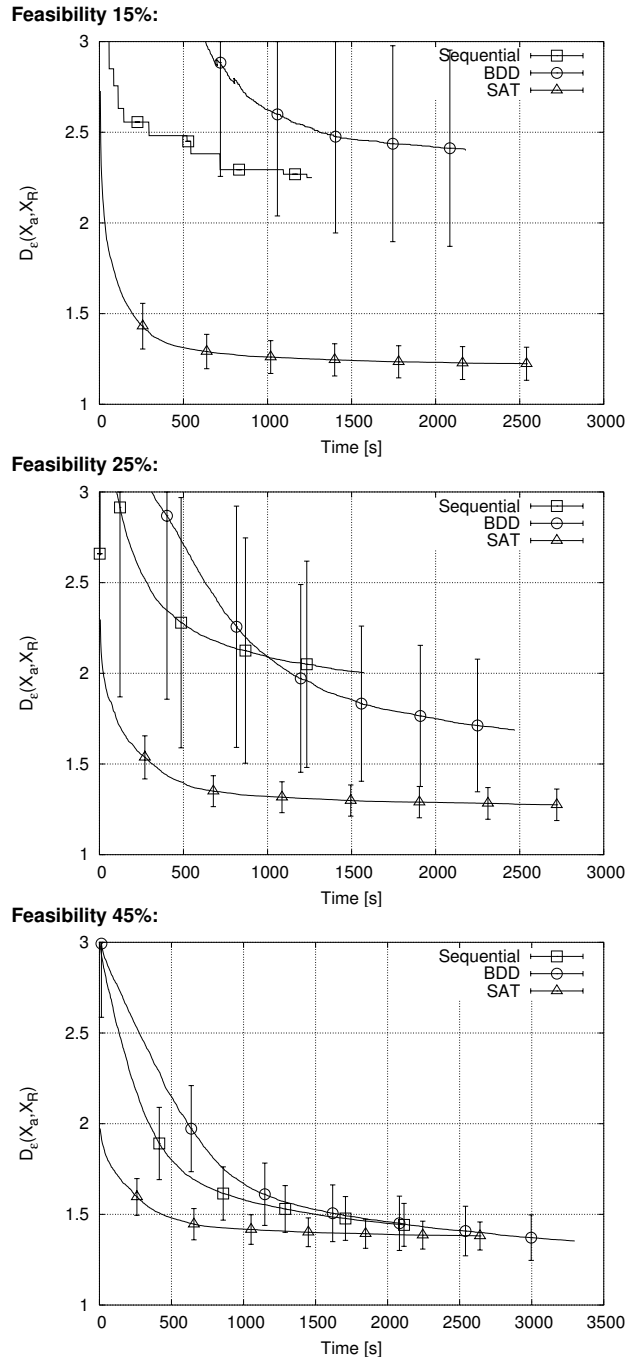 Feasibility 15%:
Sequential
BDD
SAT
3
2.5
2
1.5
1
D_ε(X_a,X_R)
0 500 1000 1500 2000 2500 3000
Time [s]
Feasibility 25%:
Sequential
BDD
SAT
3
2.5
2
1.5
1
D_ε(X_a,X_R)
0 500 1000 1500 2000 2500 3000
Time [s]
Feasibility 45%:
Sequential
BDD
SAT
3
2.5
2
1.5
1
D_ε(X_a,X_R)
0 500 1000 1500 2000 2500 3000 3500
Time [s]